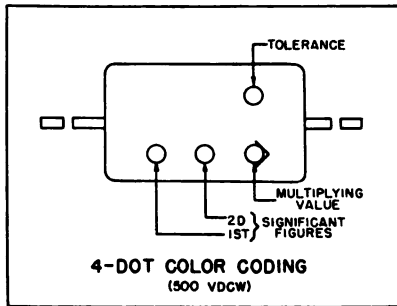 TOLERANCE
MULTIPLYING
VALUE
2D } SIGNIFICANT
1ST } FIGURES
4-DOT COLOR CODING
(500 VDCW)